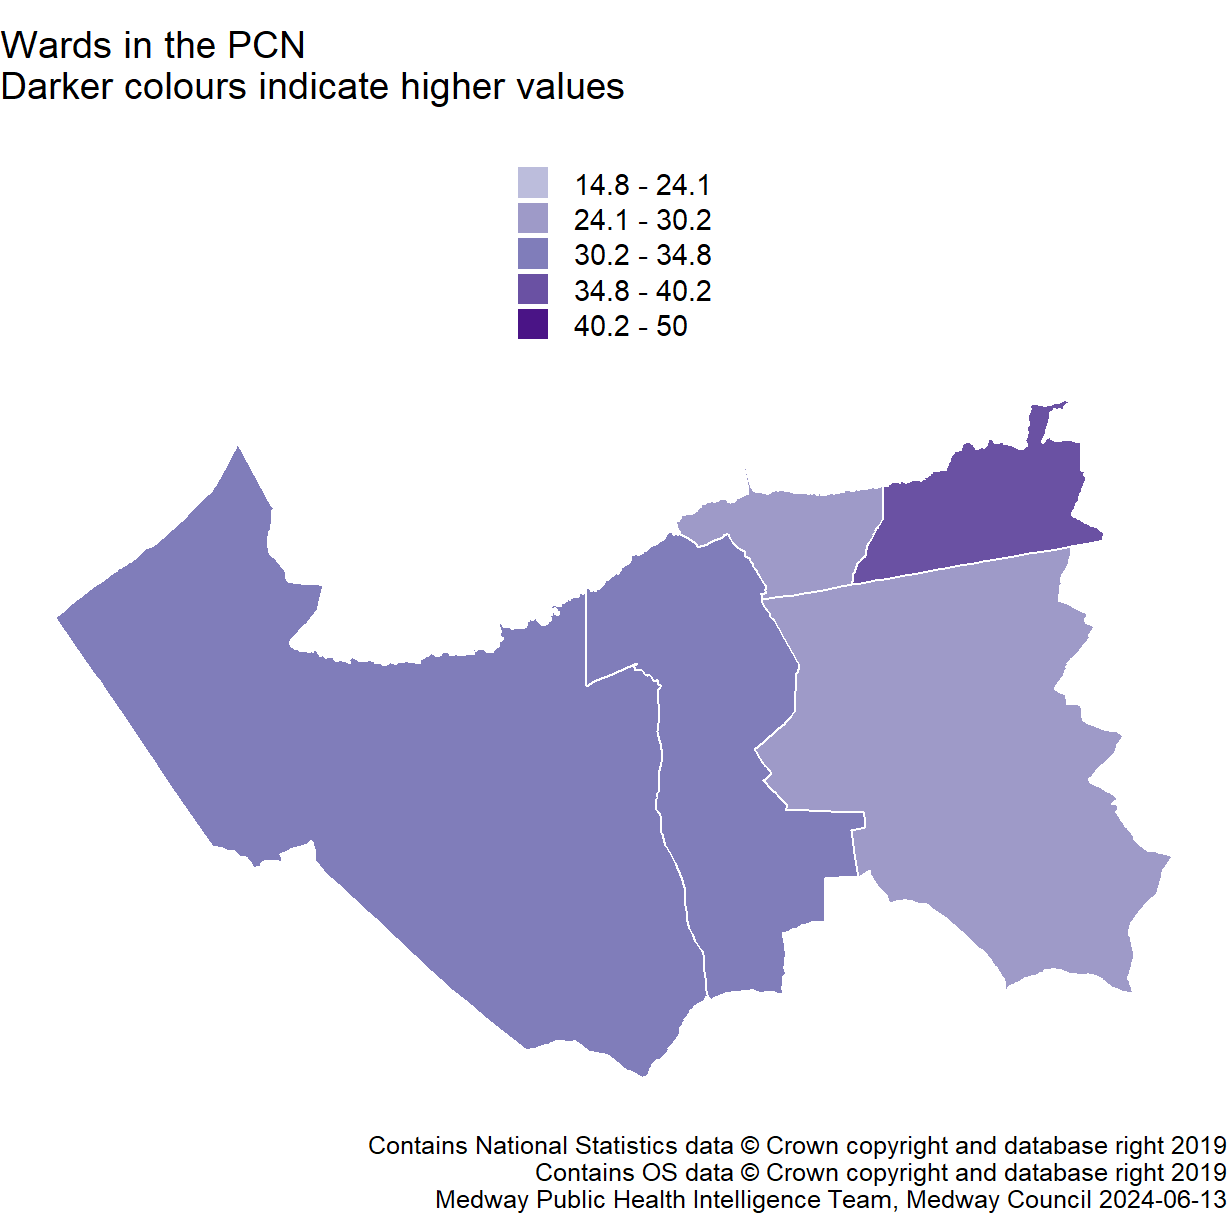 Wards in the PCN
Darker colours indicate higher values
14.8 - 24.1
24.1 - 30.2
30.2 - 34.8
34.8 - 40.2
40.2 - 50
Contains National Statistics data © Crown copyright and database right 2019
Contains OS data © Crown copyright and database right 2019
Medway Public Health Intelligence Team, Medway Council 2024-06-13